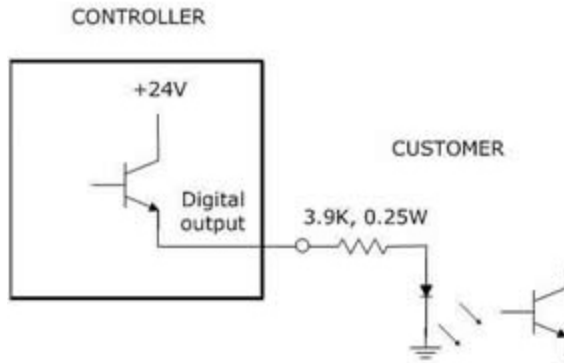 CONTROLLER
+24V
CUSTOMER
Digital
output
3.9K, 0.25W